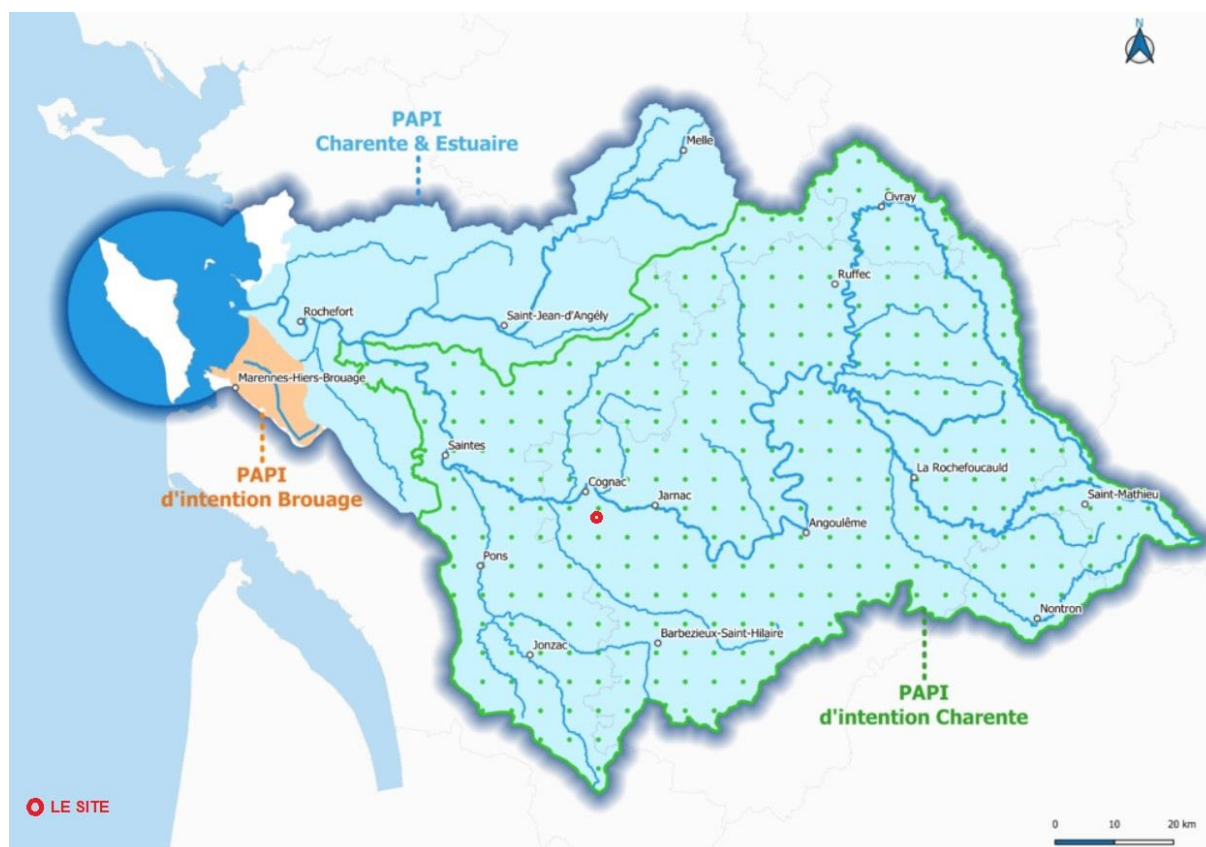 N
PAPI
Charente & Estuaire
Melle
Civray
Ruffec
Rochefort
Saint-Jean-d'Angély
Marennes-Hiers-Brouage
Saintes
La Rochefoucauld
PAPI
d'intention Brouage
Cognac
Jarnac
Saint-Mathieu
Angoulême
Pons
Nontron
Barbezieux-Saint-Hilaire
Jonzac
PAPI
d'intention Charente
LE SITE
0 10 20 km